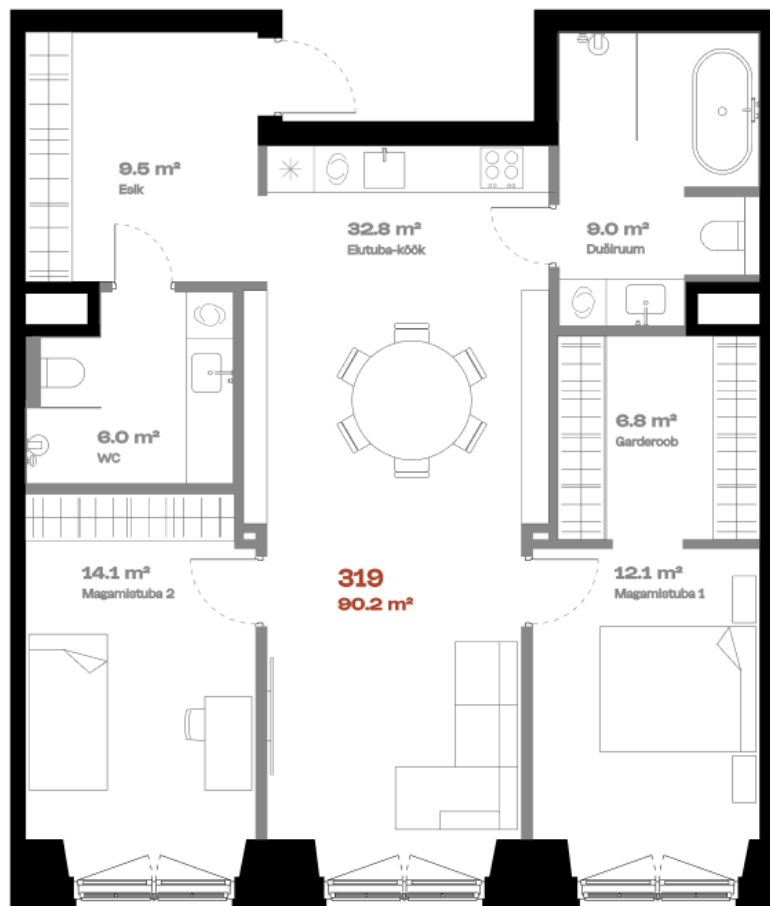 9.5 m²
Esik
32.8 m²
Elutuba-köök
9.0 m²
Duširuum
6.0 m²
WC
6.8 m²
Garderoob
14.1 m²
Magamistuba 2
319
90.2 m²
12.1 m²
Magamistuba 1